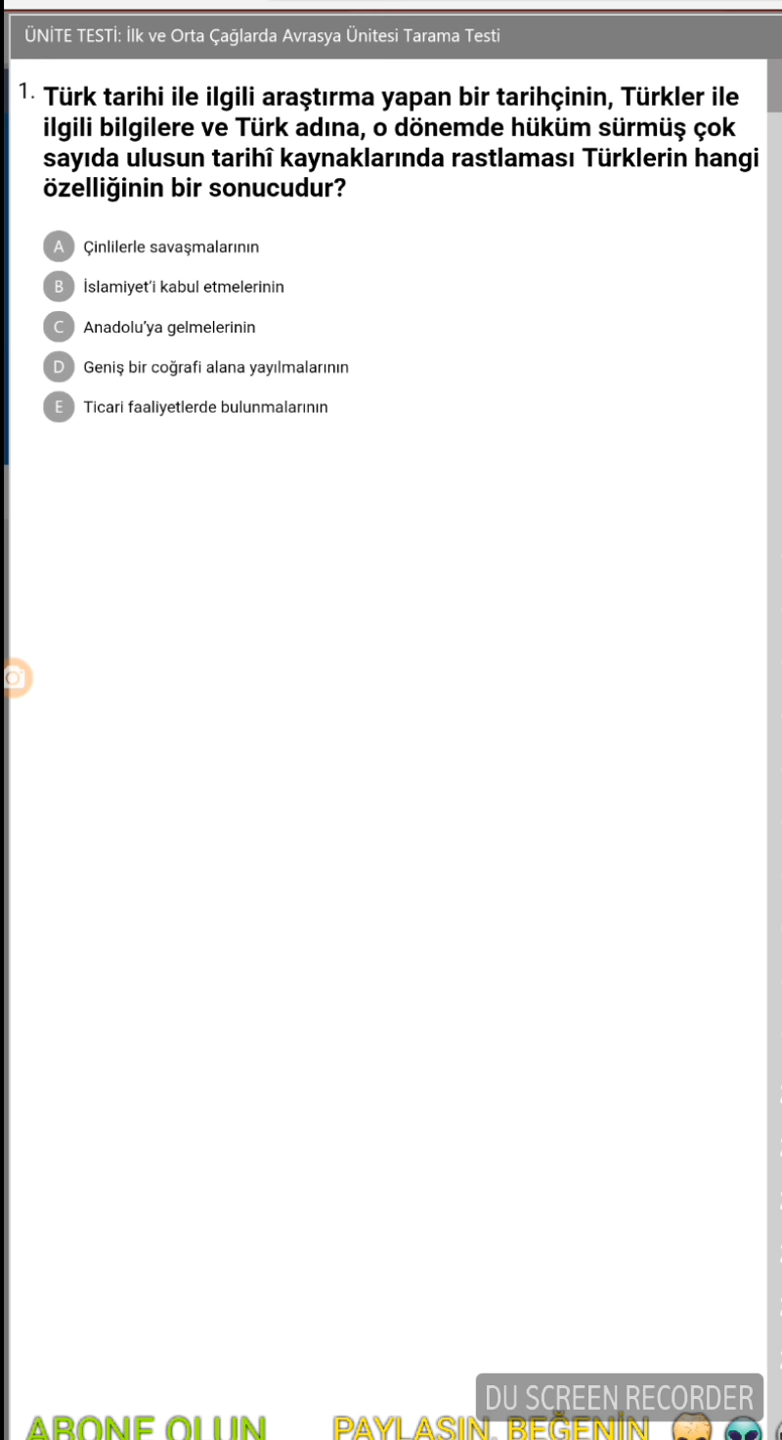 ÜNİTE TESTİ: İlk ve Orta Çağlarda Avrasya Ünitesi Tarama Testi
1. Türk tarihi ile ilgili araştırma yapan bir tarihçinin, Türkler ile
ilgili bilgilere ve Türk adına, o dönemde hüküm sürmüş çok
sayıda ulusun tarihî kaynaklarında rastlaması Türklerin hangi
özelliğinin bir sonucudur?
A Çinlilerle savaşmalarının
B İslamiyet'i kabul etmelerinin
C Anadolu'ya gelmelerinin
D Geniş bir coğrafi alana yayılmalarının
E Ticari faaliyetlerde bulunmalarının
DU SCREEN RECORDER
ABONE OLUN PAYLAŞIN, BEĞENİN